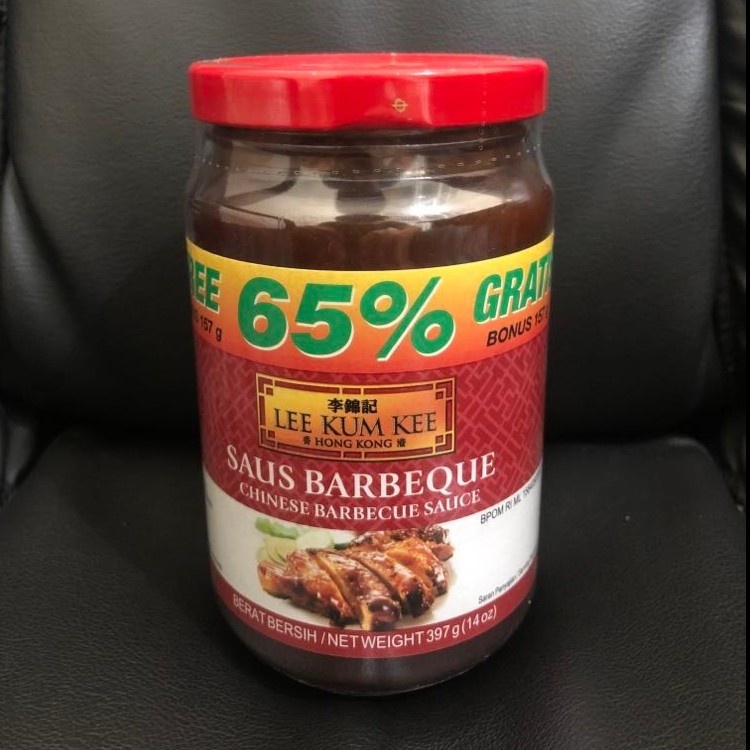 65%
BONUS 157
157 g
李錦記
LEE KUM KEE
香 HONG KONG 港
SAUS BARBEQUE
CHINESE BARBECUE SAUCE
BPOM RI ML
Saran
BERAT BERSIH / NET WEIGHT 397 g (14 oz)